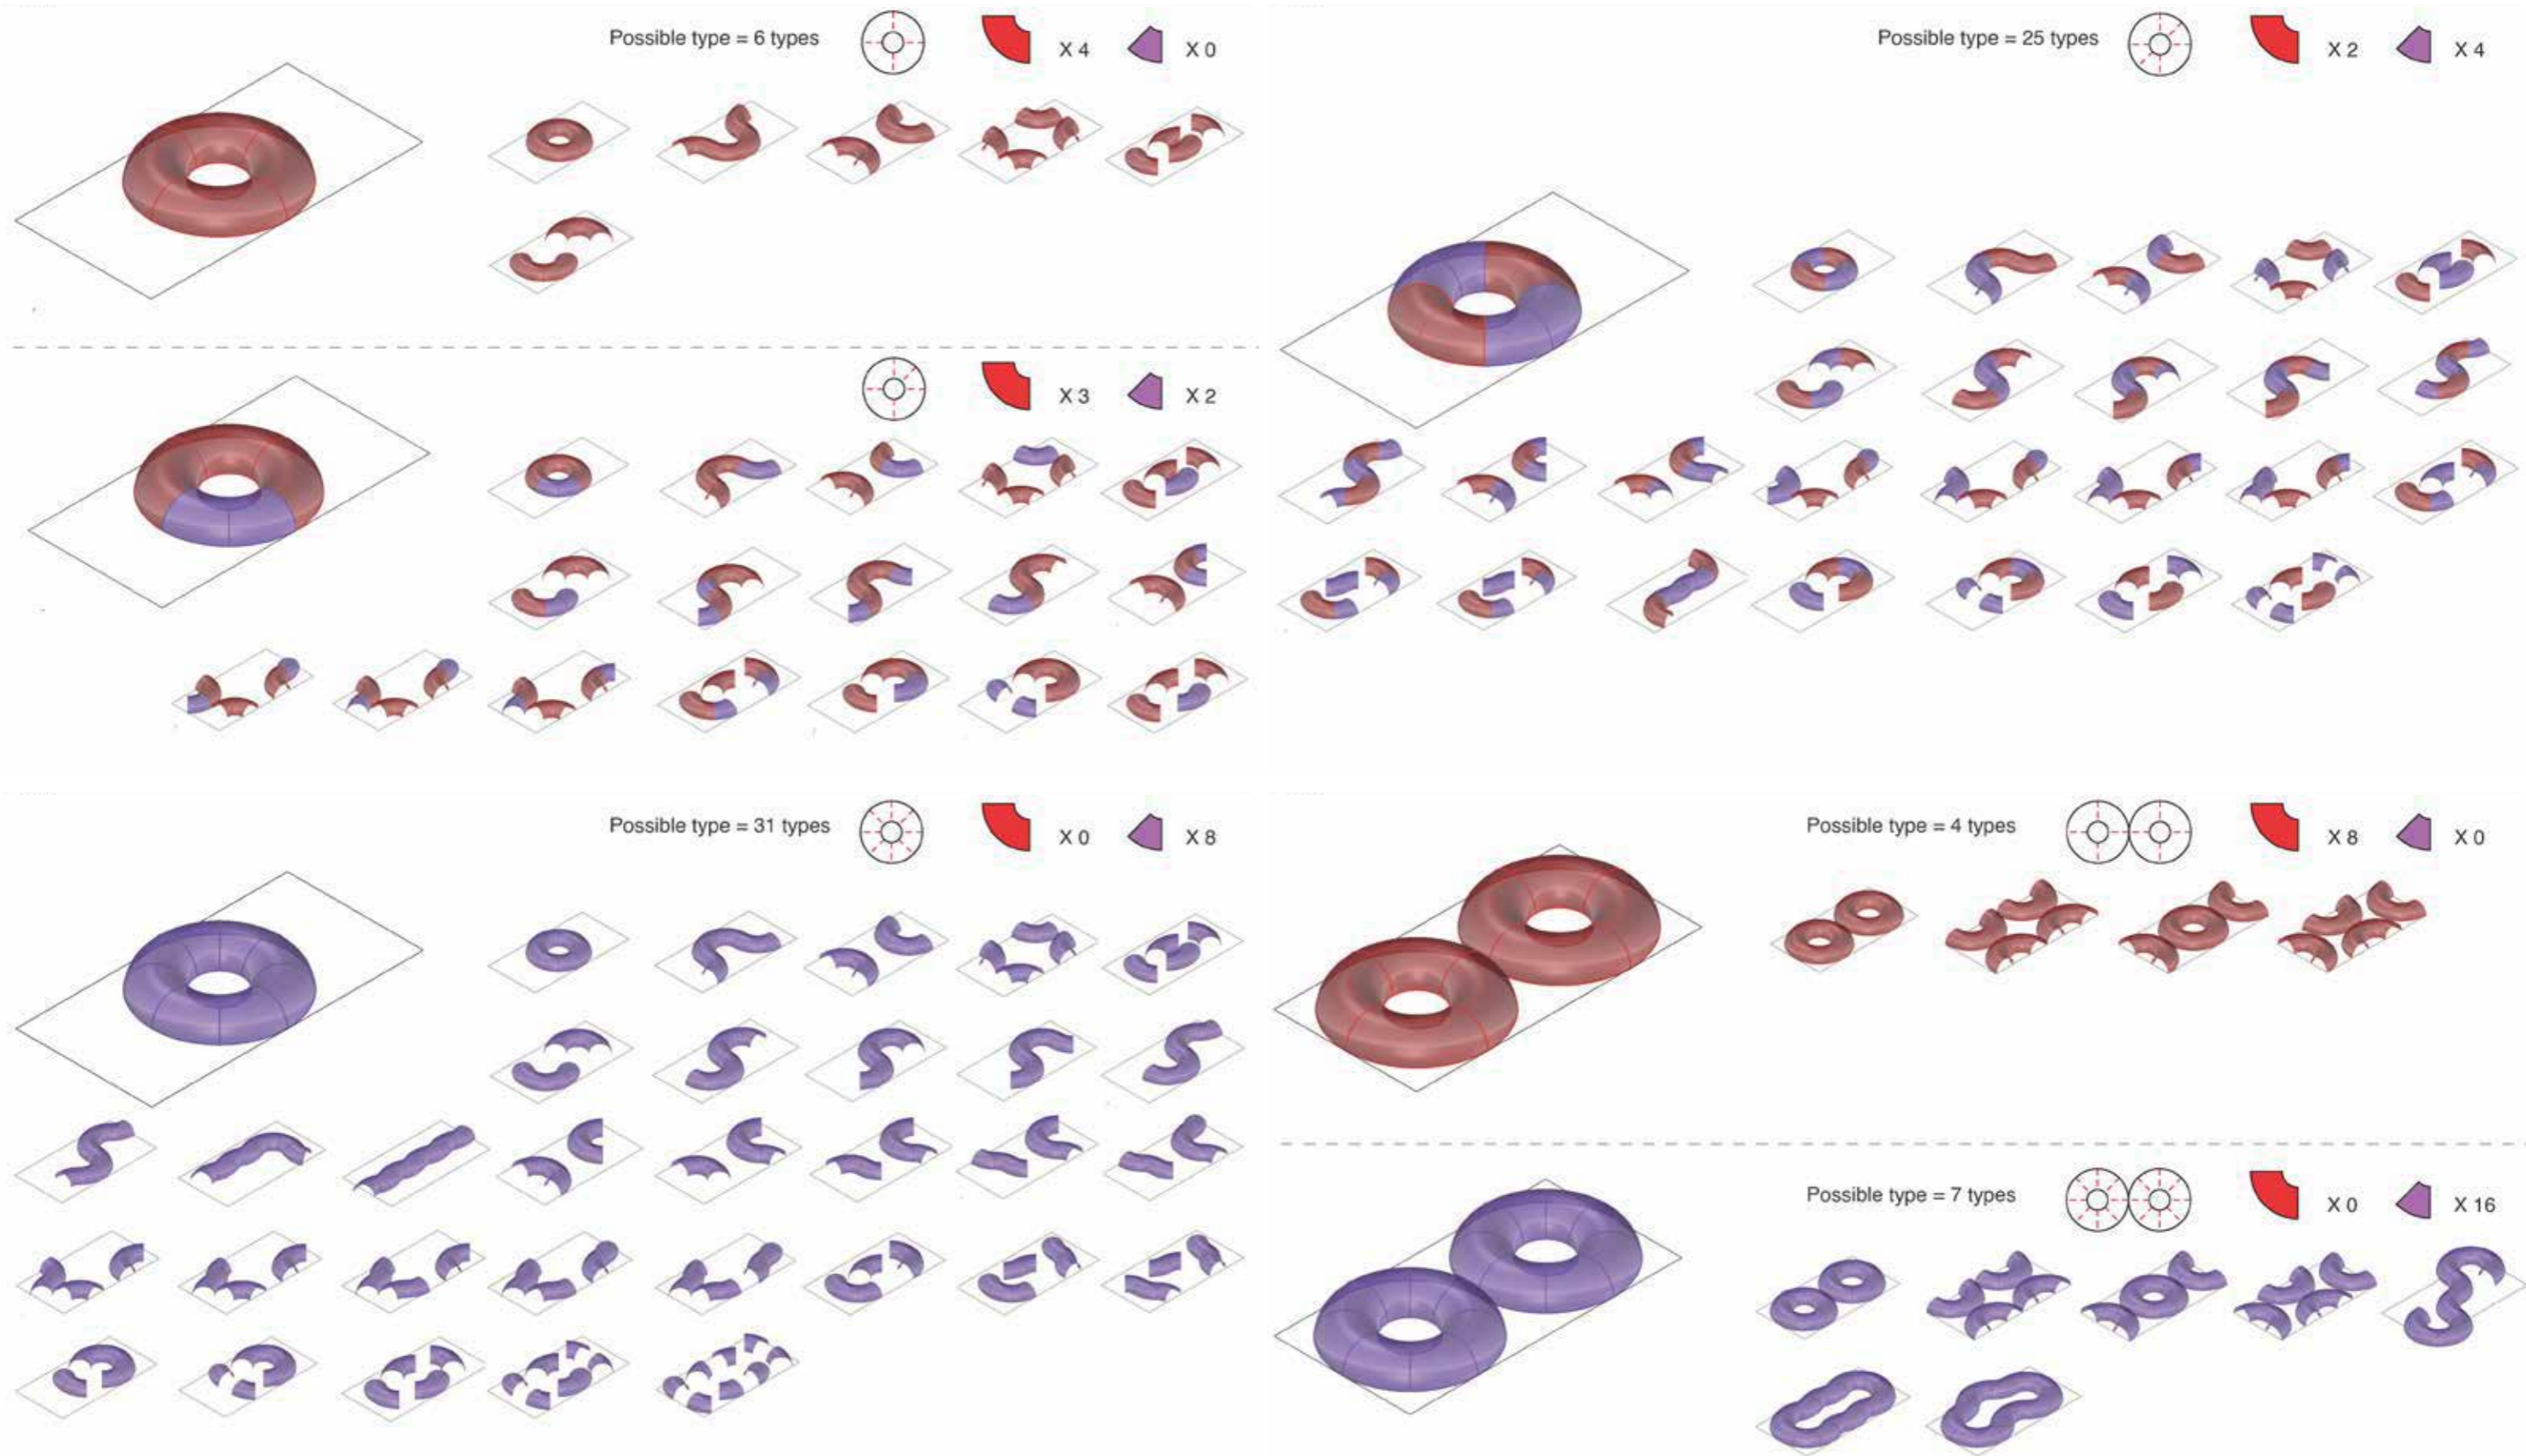 Possible type = 6 types X 4 X 0
X 3 X 2
Possible type = 25 types X 2 X 4
Possible type = 31 types X 0 X 8
Possible type = 4 types X 8 X 0
Possible type = 7 types X 0 X 16